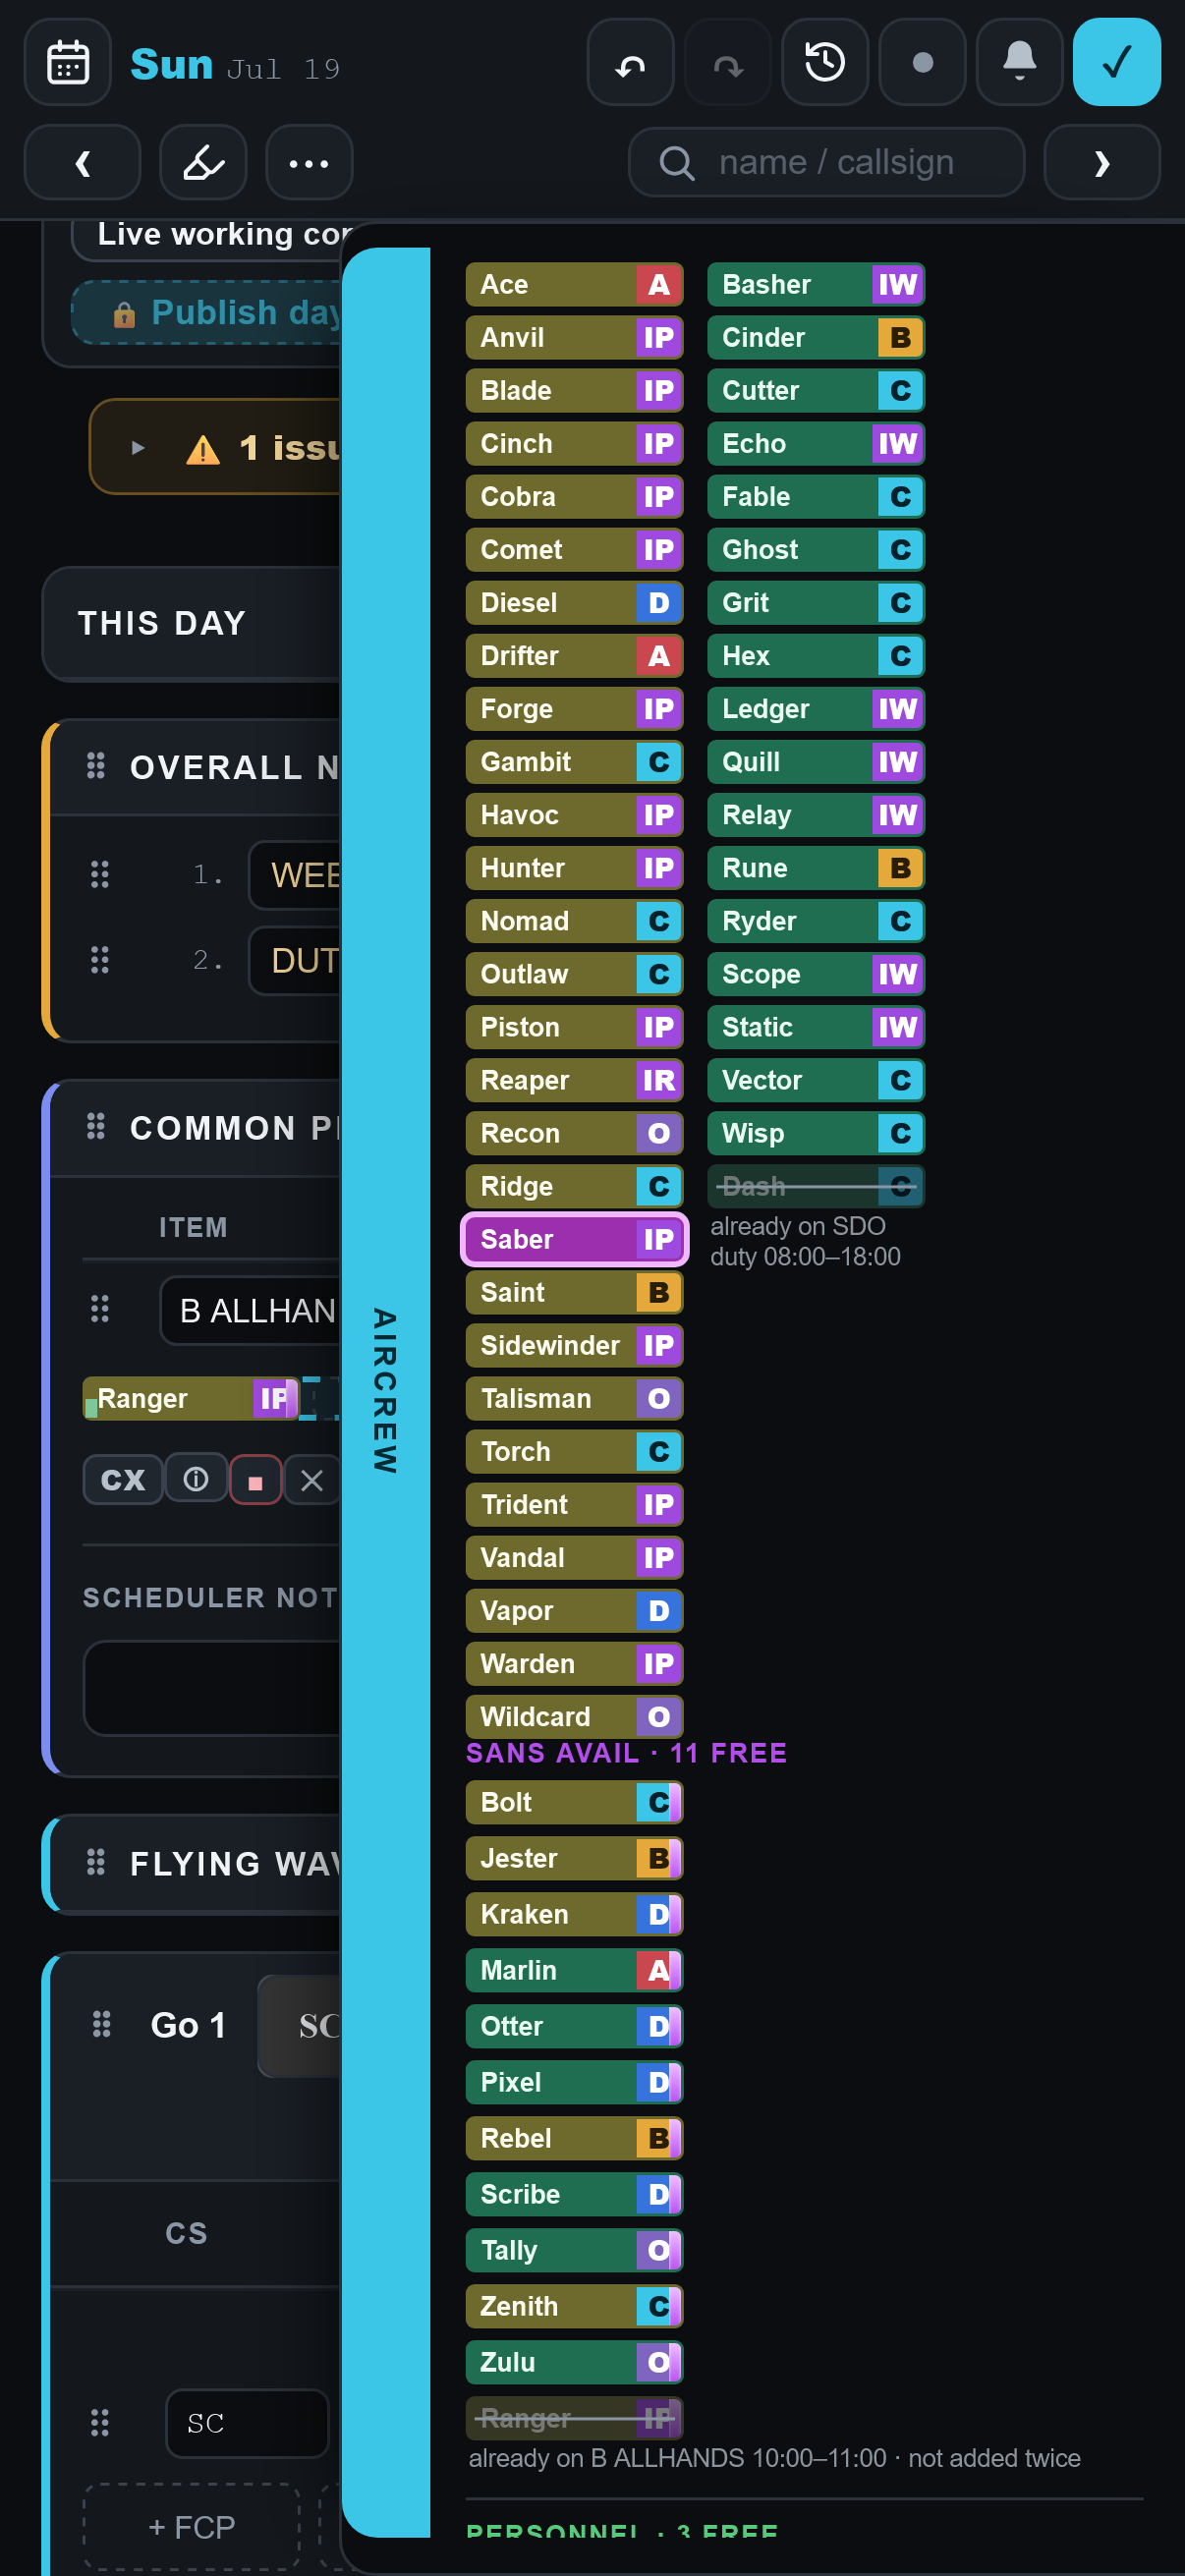 Sun Jul 19
name / callsign
Live working cor
Publish day
1 issu
THIS DAY
OVERALL N
1. WEE
2. DUT
COMMON P
ITEM
B ALLHAN
Ranger IP
CX
SCHEDULER NOT
FLYING WAV
Go 1 SC
CS
SC
+ FCP
AIRCREW
Ace A Basher IW
Anvil IP Cinder B
Blade IP Cutter C
Cinch IP Echo IW
Cobra IP Fable C
Comet IP Ghost C
Diesel D Grit C
Drifter A Hex C
Forge IP Ledger IW
Gambit C Quill IW
Havoc IP Relay IW
Hunter IP Rune B
Nomad C Ryder C
Outlaw C Scope IW
Piston IP Static IW
Reaper IR Vector C
Recon O Wisp C
Ridge C Dash C
Saber IP already on SDO
duty 08:00–18:00
Saint B
Sidewinder IP
Talisman O
Torch C
Trident IP
Vandal IP
Vapor D
Warden IP
Wildcard O
SANS AVAIL · 11 FREE
Bolt C
Jester B
Kraken D
Marlin A
Otter D
Pixel D
Rebel B
Scribe D
Tally O
Zenith C
Zulu O
Ranger IP
already on B ALLHANDS 10:00–11:00 · not added twice
PERSONNEL · 3 FREE